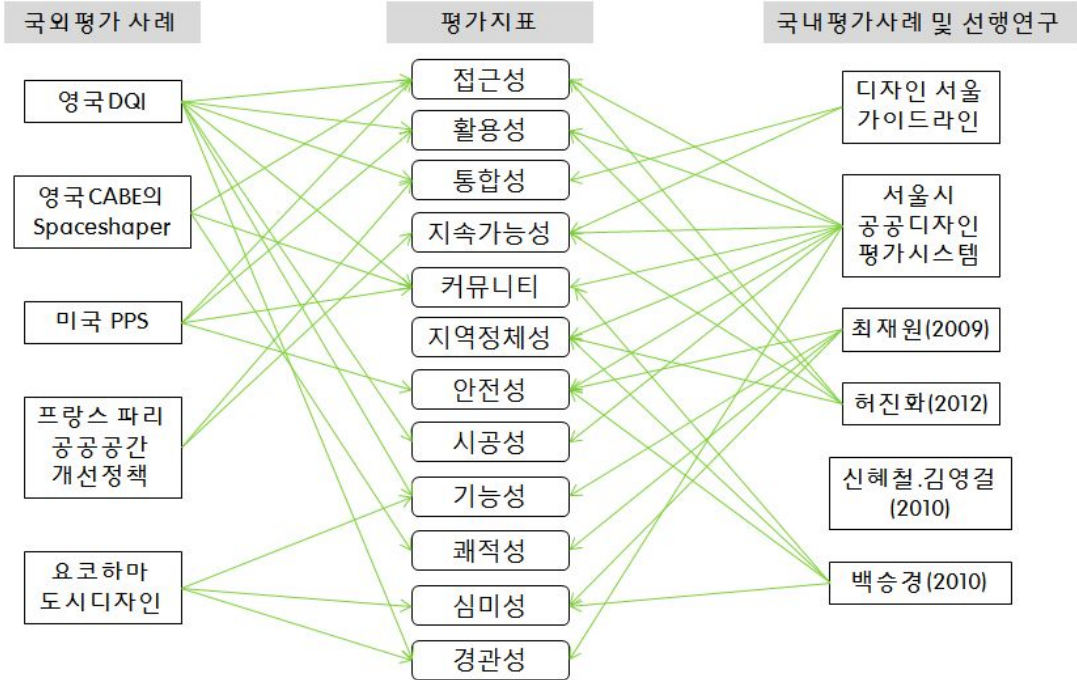 국외평가 사례
평가지표
국내평가사례 및 선행연구
영국DQI
영국CABE의
Spaceshaper
미국 PPS
프랑스 파리
공공공간
개선정책
요코하마
도시디자인
접근성
활용성
통합성
지속가능성
커뮤니티
지역정체성
안전성
시공성
기능성
쾌적성
심미성
경관성
디자인 서울
가이드라인
서울시
공공디자인
평가시스템
최재원(2009)
허진화(2012)
신혜철.김영걸
(2010)
백승경(2010)